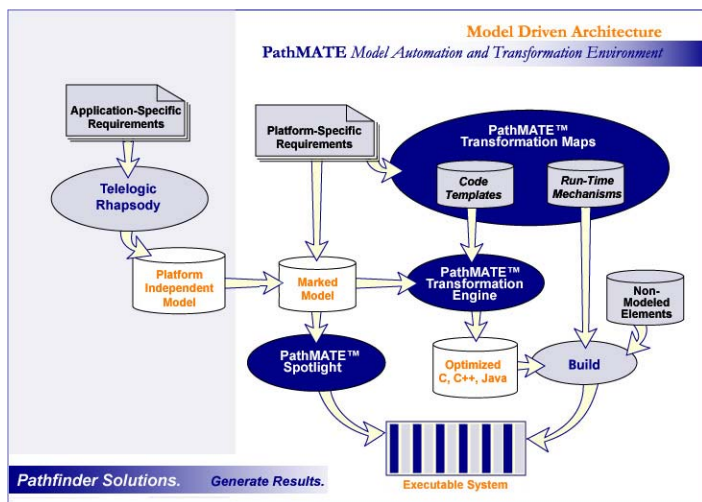 Model Driven Architecture
PathMATE Model Automation and Transformation Environment
Application-Specific
Requirements
Platform-Specific
Requirements
PathMATE™
Transformation Maps
Code
Templates
Run-Time
Mechanisms
Telelogic
Rhapsody
Platform
Independent
Model
Marked
Model
PathMATE™
Transformation
Engine
Non-
Modeled
Elements
PathMATE™
Spotlight
Optimized
C, C++, Java
Build
Executable System
Pathfinder Solutions. Generate Results.